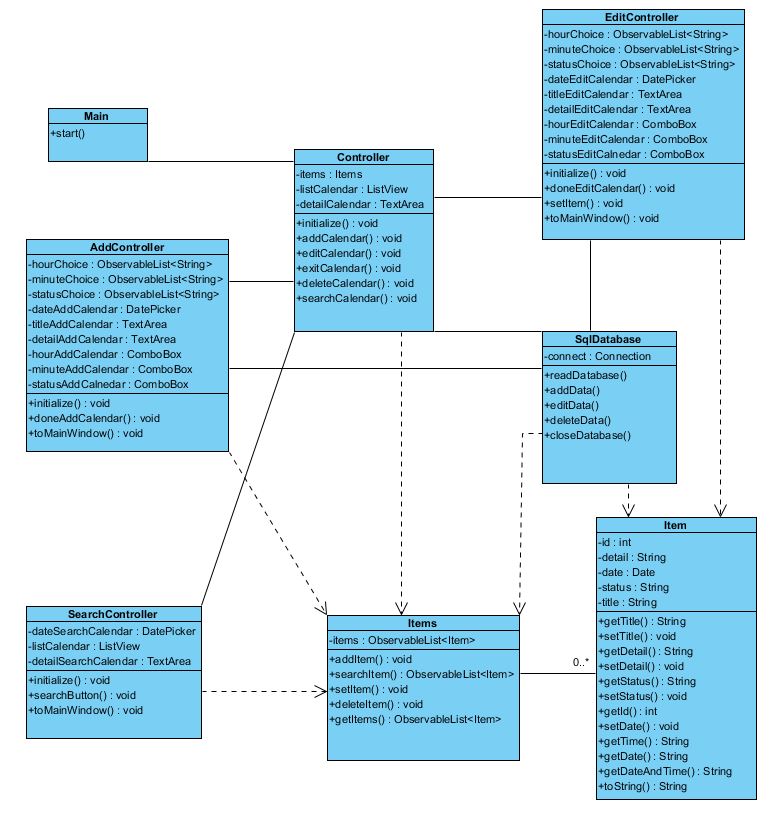 EditController
-hourChoice : ObservableList<String>
-minuteChoice : ObservableList<String>
-statusChoice : ObservableList<String>
-dateEditCalendar : DatePicker
-titleEditCalendar : TextArea
-detailEditCalendar : TextArea
-hourEditCalendar : ComboBox
-minuteEditCalendar : ComboBox
-statusEditCalnedar : ComboBox
+initialize() : void
+doneEditCalendar() : void
+setItem() : void
+toMainWindow() : void
Main
+start()
Controller
-items : Items
-listCalendar : ListView
-detailCalendar : TextArea
+initialize() : void
+addCalendar() : void
+editCalendar() : void
+exitCalendar() : void
+deleteCalendar() : void
+searchCalendar() : void
AddController
-hourChoice : ObservableList<String>
-minuteChoice : ObservableList<String>
-statusChoice : ObservableList<String>
-dateAddCalendar : DatePicker
-titleAddCalendar : TextArea
-detailAddCalendar : TextArea
-hourAddCalendar : ComboBox
-minuteAddCalendar : ComboBox
-statusAddCalnedar : ComboBox
+initialize() : void
+doneAddCalendar() : void
+toMainWindow() : void
SqlDatabase
-connect : Connection
+readDatabase()
+addData()
+editData()
+deleteData()
+closeDatabase()
Item
-id : int
-detail : String
-date : Date
-status : String
-title : String
+getTitle() : String
+setTitle() : void
+getDetail() : String
+setDetail() : void
+getStatus() : String
+setStatus() : void
+getId() : int
+setDate() : void
+getTime() : String
+getDate() : String
+getDateAndTime() : String
+toString() : String
SearchController
-dateSearchCalendar : DatePicker
-listCalendar : ListView
-detailSearchCalendar : TextArea
+initialize() : void
+searchButton() : void
+toMainWindow() : void
Items
-items : ObservableList<Item>
+addItem() : void
+searchItem() : ObservableList<Item>
+setItem() : void
+deleteItem() : void
+getItems() : ObservableList<Item>
0..*